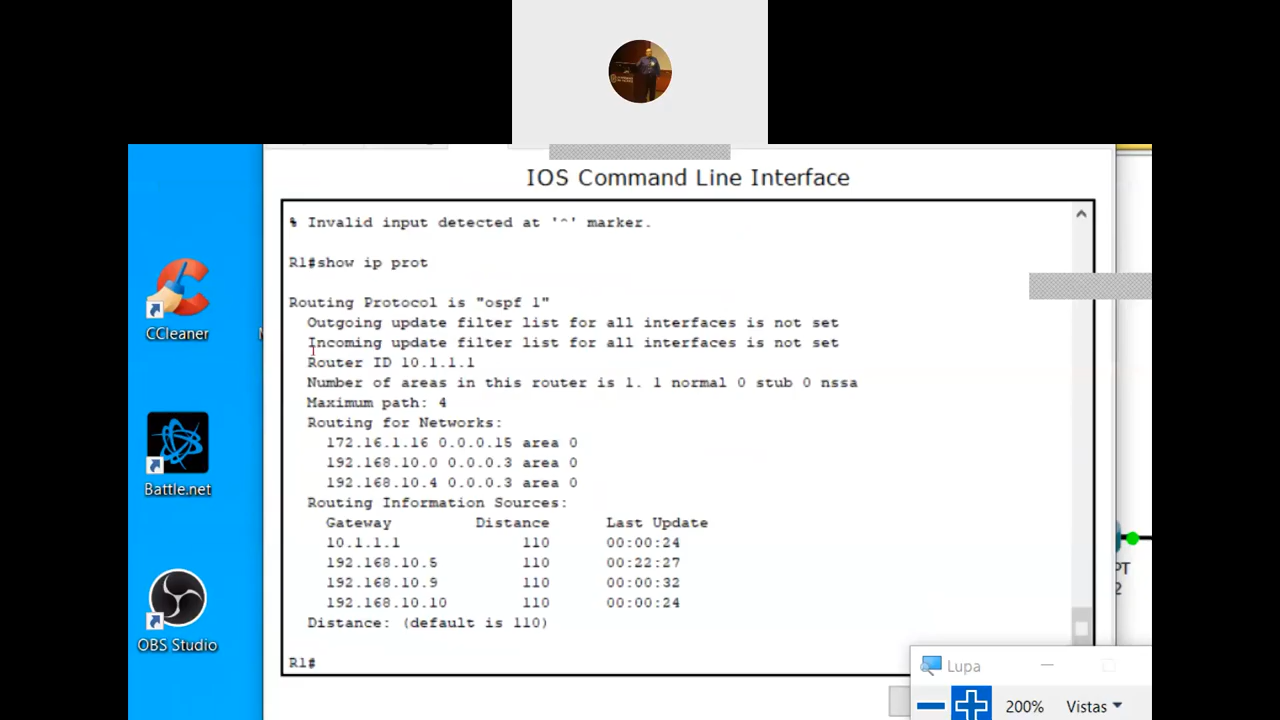 IOS Command Line Interface
% Invalid input detected at '^' marker.
R1#show ip prot
Routing Protocol is "ospf 1"
Outgoing update filter list for all interfaces is not set
Incoming update filter list for all interfaces is not set
Router ID 10.1.1.1
Number of areas in this router is 1. 1 normal 0 stub 0 nssa
Maximum path: 4
Routing for Networks:
172.16.1.16 0.0.0.15 area 0
192.168.10.0 0.0.0.3 area 0
192.168.10.4 0.0.0.3 area 0
Routing Information Sources:
Gateway Distance Last Update
10.1.1.1 110 00:00:24
192.168.10.5 110 00:22:27
192.168.10.9 110 00:00:32
192.168.10.10 110 00:00:24
Distance: (default is 110)
R1#
CCleaner
Battle.net
OBS Studio
PT
2
Lupa
200% Vistas